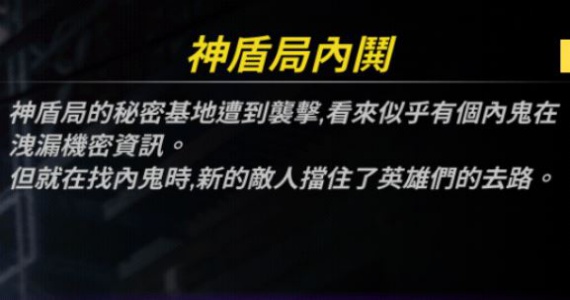 神盾局內鬨
神盾局的秘密基地遭到襲擊,看來似乎有個內鬼在
洩漏機密資訊。
但就在找內鬼時,新的敵人擋住了英雄們的去路。